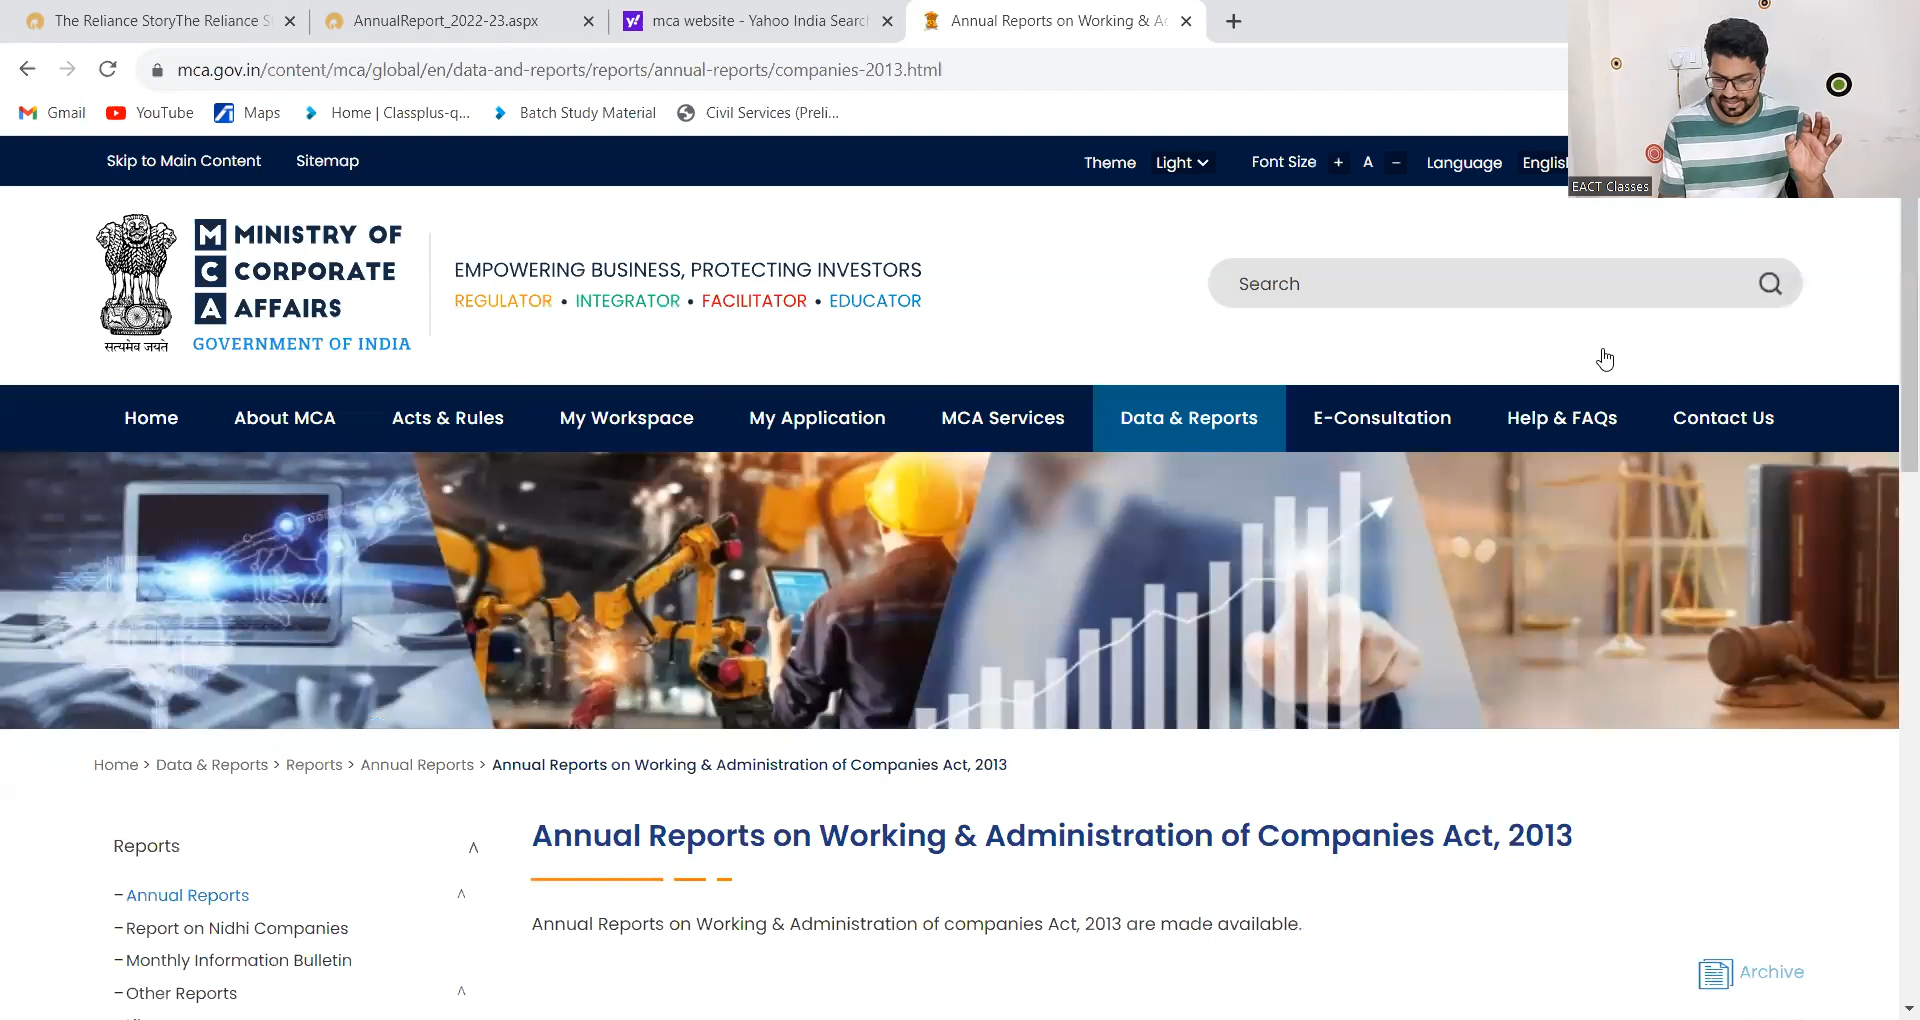 The Reliance StoryThe Reliance S
AnnualReport_2022-23.aspx
mca website - Yahoo India Search
Annual Reports on Working & Ac
mca.gov.in/content/mca/global/en/data-and-reports/reports/annual-reports/companies-2013.html
Gmail
YouTube
Maps
Home | Classplus-q...
Batch Study Material
Civil Services (Preli...
EACT Classes
Skip to Main Content
Sitemap
Theme
Light
Font Size + A −
Language
English
MINISTRY OF
CORPORATE
AFFAIRS
GOVERNMENT OF INDIA
सत्यमेव जयते
EMPOWERING BUSINESS, PROTECTING INVESTORS
REGULATOR • INTEGRATOR • FACILITATOR • EDUCATOR
Search
Home
About MCA
Acts & Rules
My Workspace
My Application
MCA Services
Data & Reports
E-Consultation
Help & FAQs
Contact Us
Home > Data & Reports > Reports > Annual Reports > Annual Reports on Working & Administration of Companies Act, 2013
Reports
– Annual Reports
– Report on Nidhi Companies
– Monthly Information Bulletin
– Other Reports
Annual Reports on Working & Administration of Companies Act, 2013
Annual Reports on Working & Administration of companies Act, 2013 are made available.
Archive